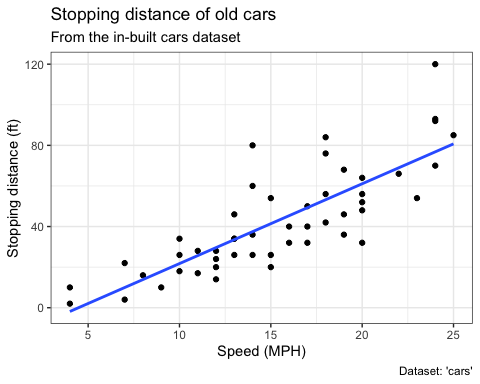 Stopping distance of old cars
From the in-built cars dataset
Stopping distance (ft)
120
80
40
0
5 10 15 20 25
Speed (MPH)
Dataset: 'cars'